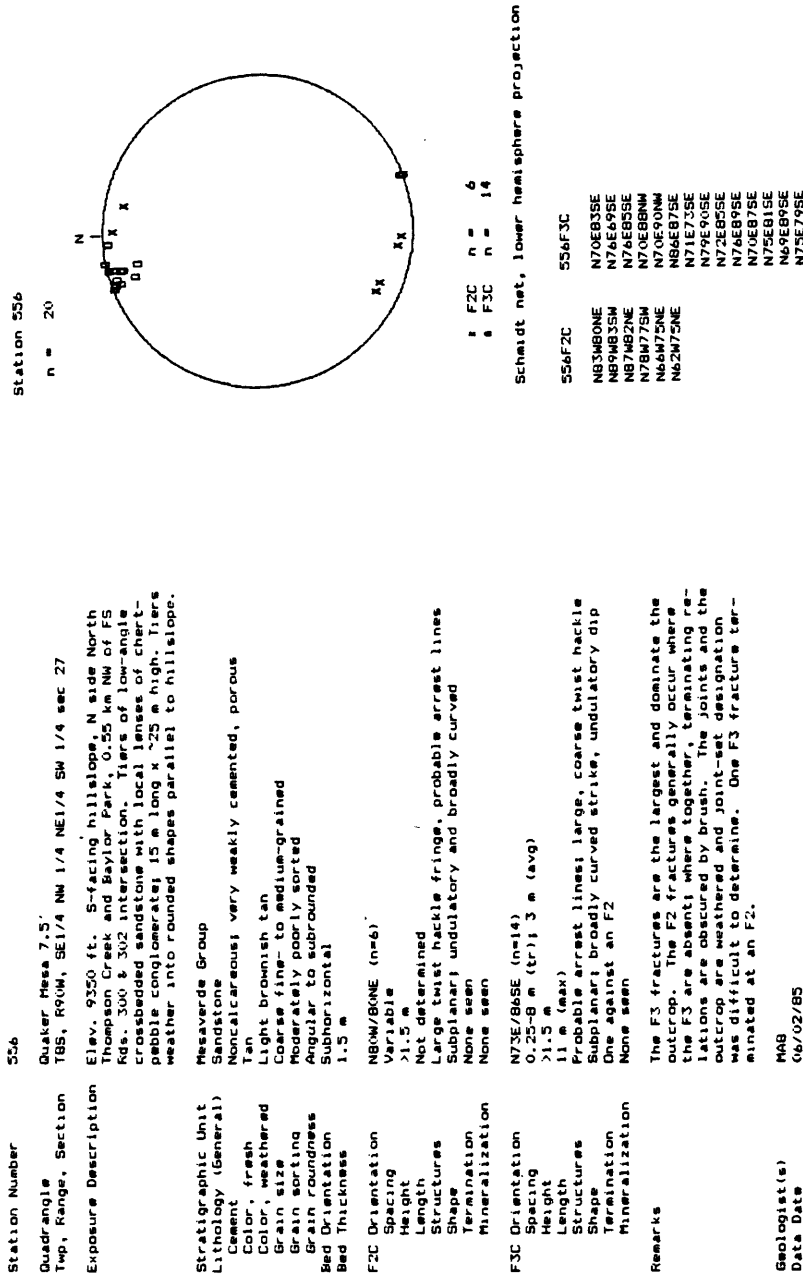 Station Number 556
Quadrangle Quaker Mesa 7.5'
Twp, Range, Section T8S, R90W, SE1/4 NW 1/4 NE1/4 SW 1/4 sec 27
Exposure Description Elev. 9350 ft. S-facing hillslope, N side North
Thompson Creek and Baylor Park, 0.55 km NW of FS
Rds. 300 & 302 intersection. Tiers of low-angle
crossbedded sandstone with local lenses of chert-
pebble conglomerate; 15 m long x ~25 m high. Tiers
weather into rounded shapes parallel to hillslope.
Stratigraphic Unit Mesaverde Group
Lithology (General) Sandstone
Cement Noncalcareous; very weakly cemented, porous
Color, fresh Tan
Color, weathered Light brownish tan
Grain size Coarse fine- to medium-grained
Grain sorting Moderately poorly sorted
Grain roundness Angular to subrounded
Bed Orientation Subhorizontal
Bed Thickness 1.5 m
F2C Orientation N80W/80NE (n=6)
Spacing Variable
Height >1.5 m
Length Not determined
Structures Large twist hackle fringe, probable arrest lines
Shape Subplanar; undulatory and broadly curved
Termination None seen
Mineralization None seen
F3C Orientation N73E/86SE (n=14)
Spacing 0.25-8 m (tr); 3 m (avg)
Height >1.5 m
Length 11 m (max)
Structures Probable arrest lines; large, coarse twist hackle
Shape Subplanar; broadly curved strike, undulatory dip
Termination One against an F2
Mineralization None seen
Remarks The F3 fractures are the largest and dominate the
outcrop. The F2 fractures generally occur where
the F3 are absent; where together, terminating re-
lations are obscured by brush. The joints and the
outcrop are weathered and joint-set designation
was difficult to determine. One F3 fracture ter-
minated at an F2.
Geologist(s) MAB
Data Date 06/02/85
Station 556
n = 20
N
x F2C n = 6
□ F3C n = 14
Schmidt net, lower hemisphere projection
556F2C 556F3C
N83W80NE N70E83SE
N89W83SW N76E69SE
N87W82NE N76E85SE
N78W77SW N70E88NW
N66W75NE N70E90NW
N62W75NE N86E87SE
N71E73SE
N79E90SE
N72E85SE
N76E89SE
N70E87SE
N75E81SE
N69E89SE
N75E79SE